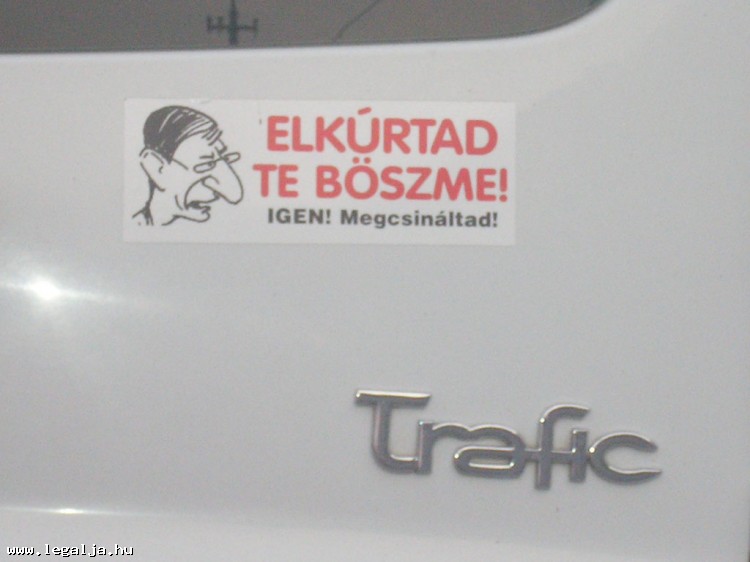 ELKÚRTAD
TE BÖSZME!
IGEN! Megcsináltad!
Trafic
www.legalja.hu